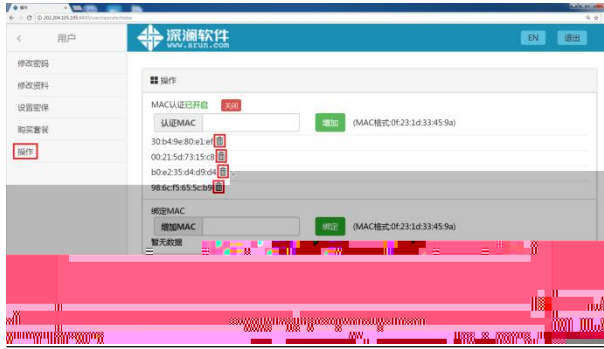 用户
深澜软件
www.srun.com
EN
退出
修改密码
修改资料
设置密保
购买套餐
操作
操作
MAC认证已开启 关闭
认证MAC 增加 (MAC格式:0f:23:1d:33:45:9a)
30:b4:9e:80:e1:ef
00:21:5d:73:15:c8
b0:e2:35:d4:d9:d4
98:6c:f5:65:5c:b9
绑定MAC
增加MAC 绑定 (MAC格式:0f:23:1d:33:45:9a)
暂无数据